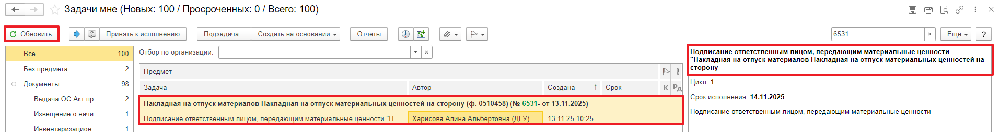 Задачи мне (Новых: 100 / Просроченных: 0 / Всего: 100)
Обновить
Принять к исполнению
Подзадача...
Создать на основании
Отчеты
6531
×
Еще
?
Все 100
Без предмета 2
Документы 98
Выдача ОС Акт пр... 2
Извещение о начи... 1
Инвентаризацион... 1
Отбор по организации:
Предмет
Задача Автор Создана ↑ Срок К Рд
Накладная на отпуск материалов Накладная на отпуск материальных ценностей на сторону (ф. 0510458) (№ 6531- от 13.11.2025)
Подписание ответственным лицом, передающим материальные ценности "Н... Харисова Алина Альбертовна (ДГУ) 13.11.25 10:25
Подписание ответственным лицом, передающим материальные ценности
"Накладная на отпуск материалов Накладная на отпуск материальных ценностей на
сторону
Цикл: 1
Срок исполнения: 14.11.2025
Подписание ответственным лицом, передающим материальные ценности